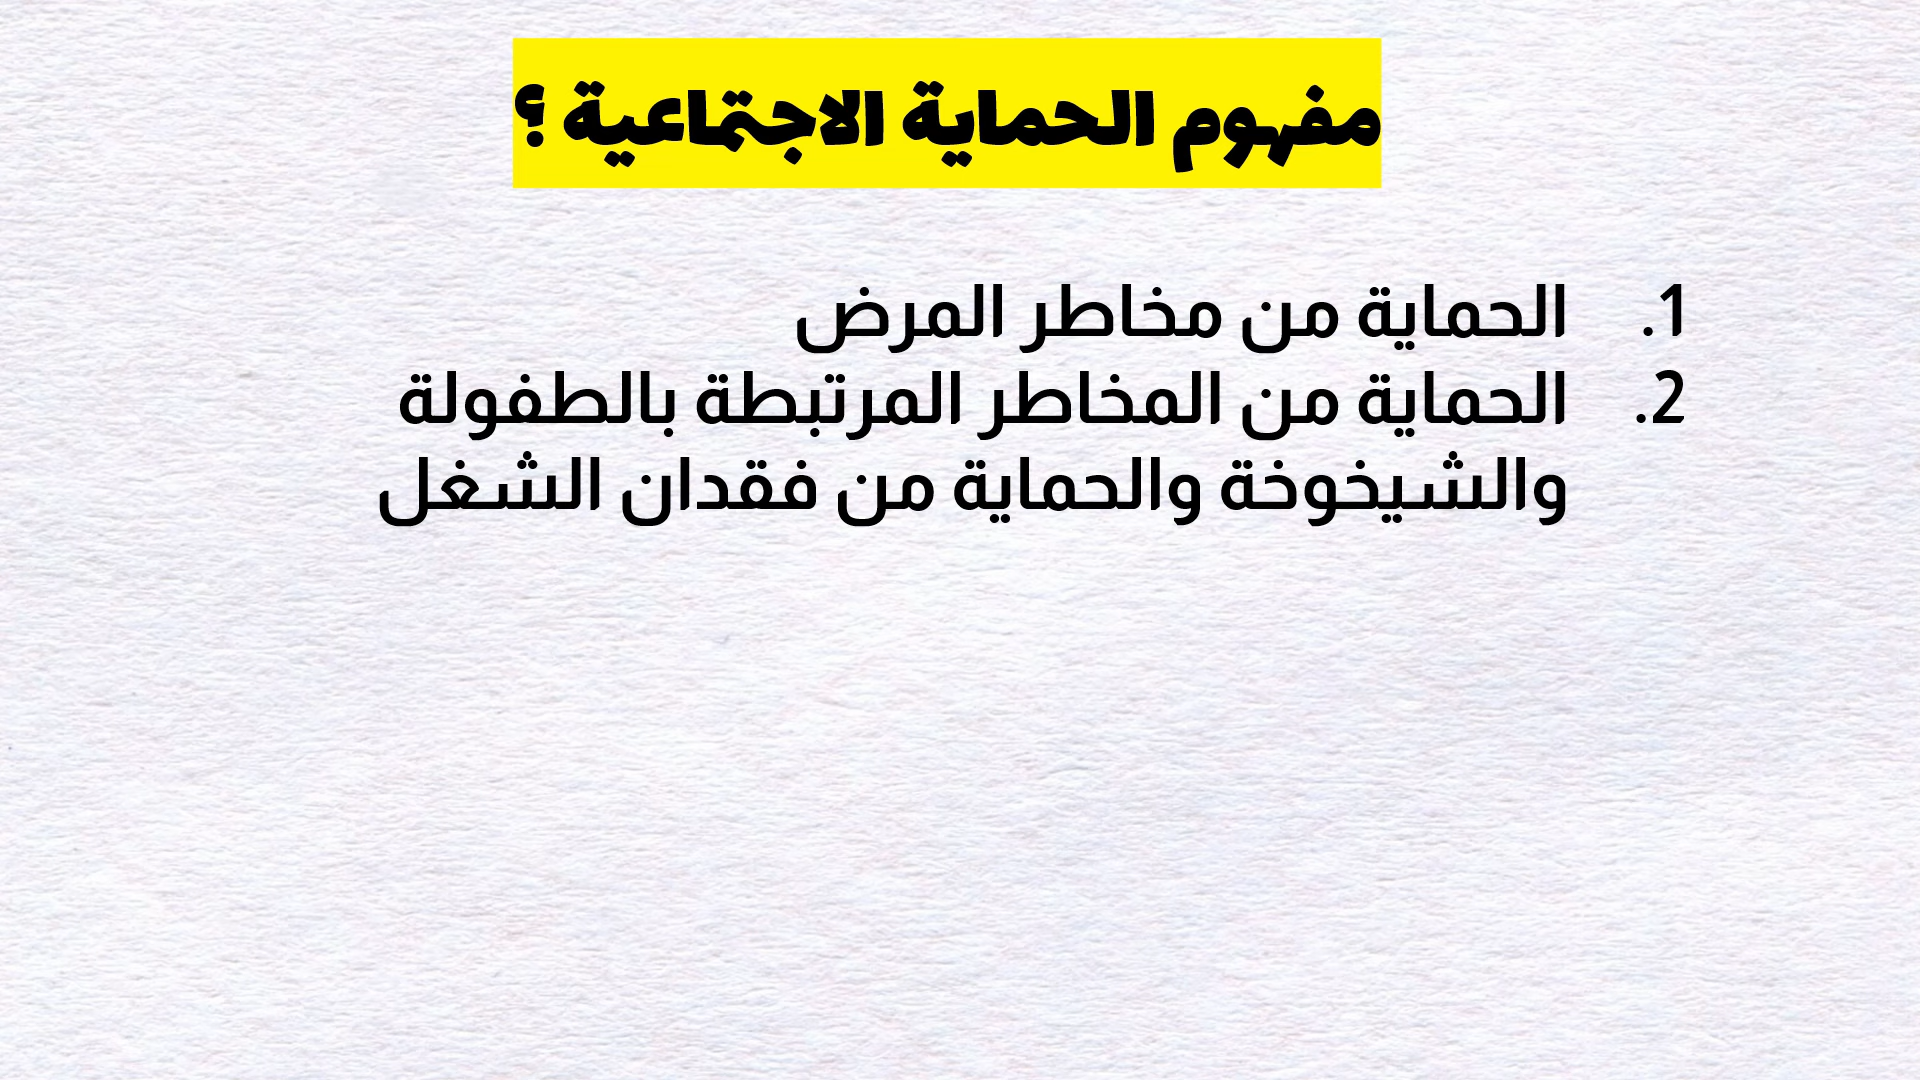 مفهوم الحماية الاجتماعية ؟
1. الحماية من مخاطر المرض
2. الحماية من المخاطر المرتبطة بالطفولة
والشيخوخة والحماية من فقدان الشغل